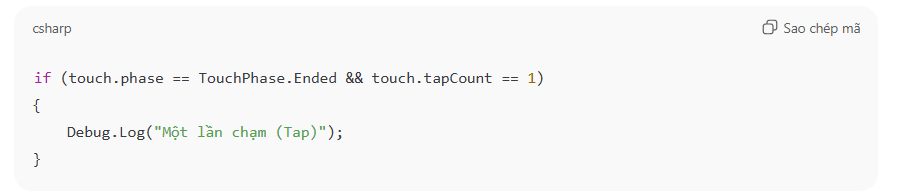 csharp
Sao chép mã
if (touch.phase == TouchPhase.Ended && touch.tapCount == 1)
{
    Debug.Log("Một lần chạm (Tap)");
}